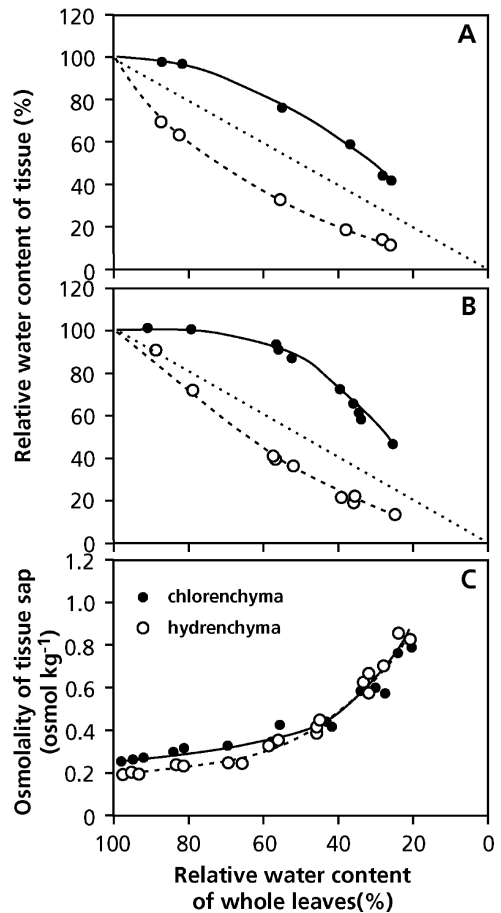 120
100
80
60
40
20
0
A
Relative water content of tissue (%)
120
100
80
60
40
20
0
B
1.2
1.0
0.8
0.6
0.4
0.2
0
C
chlorenchyma
hydrenchyma
Osmolality of tissue sap
(osmol kg-1)
100 80 60 40 20 0
Relative water content
of whole leaves(%)